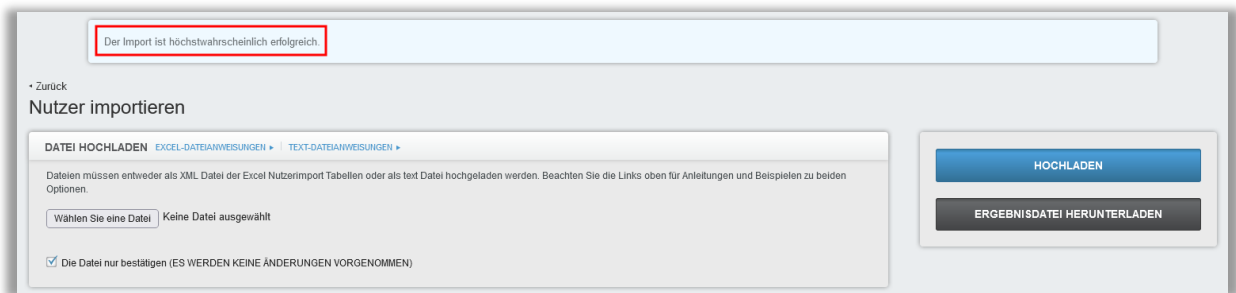 Der Import ist höchstwahrscheinlich erfolgreich.
Zurück
Nutzer importieren
DATEI HOCHLADEN EXCEL-DATEIANWEISUNGEN ▸ | TEXT-DATEIANWEISUNGEN ▸
Dateien müssen entweder als XML Datei der Excel Nutzerimport Tabellen oder als text Datei hochgeladen werden. Beachten Sie die Links oben für Anleitungen und Beispielen zu beiden
Optionen.
Wählen Sie eine Datei Keine Datei ausgewählt
Die Datei nur bestätigen (ES WERDEN KEINE ÄNDERUNGEN VORGENOMMEN)
HOCHLADEN
ERGEBNISDATEI HERUNTERLADEN